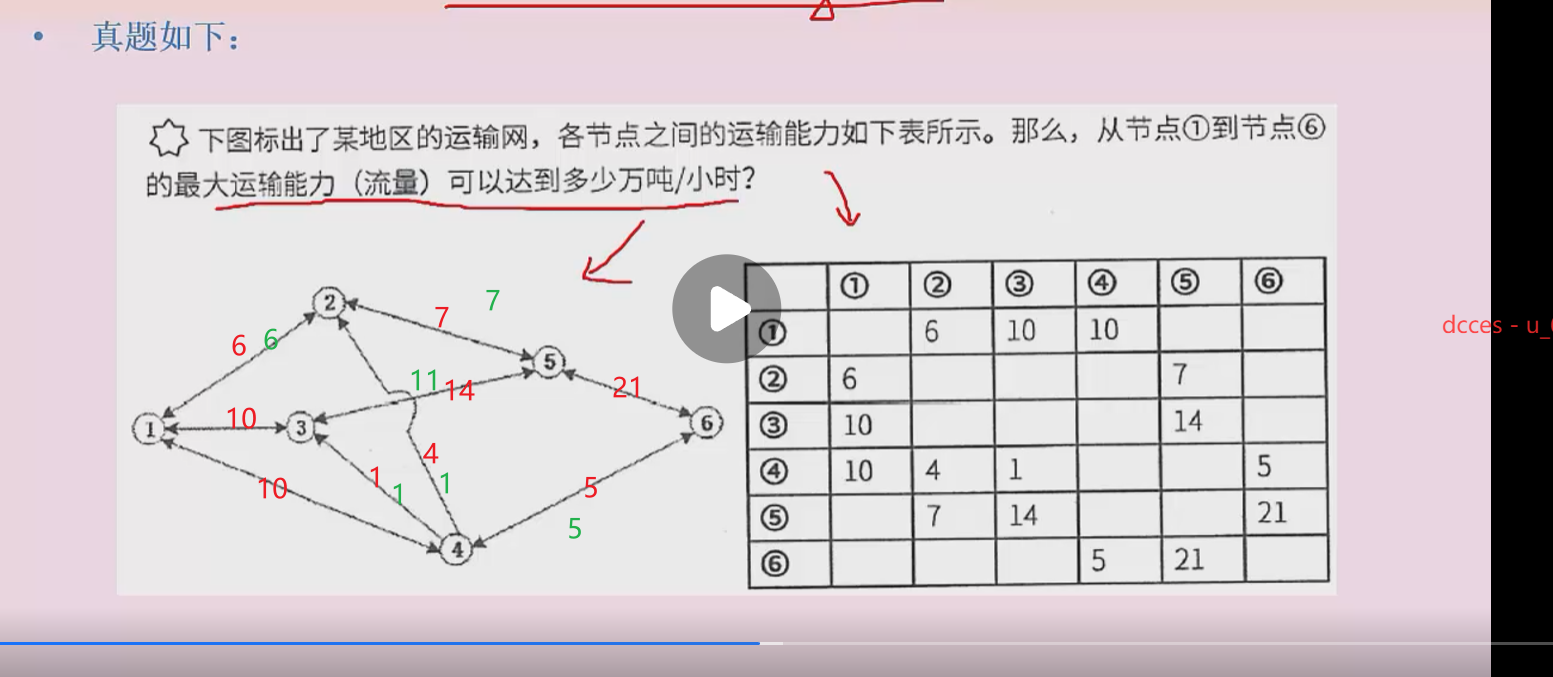 • 真题如下：
下图标出了某地区的运输网，各节点之间的运输能力如下表所示。那么，从节点①到节点⑥
的最大运输能力（流量）可以达到多少万吨/小时？
2
7
7
6
6
5
11
14
21
10
1
3
6
4
10
1
1
1
5
5
4
① ② ③ ④ ⑤ ⑥
① 6 10 10
② 6 7
③ 10 14
④ 10 4 1 5
⑤ 7 14 21
⑥ 5 21